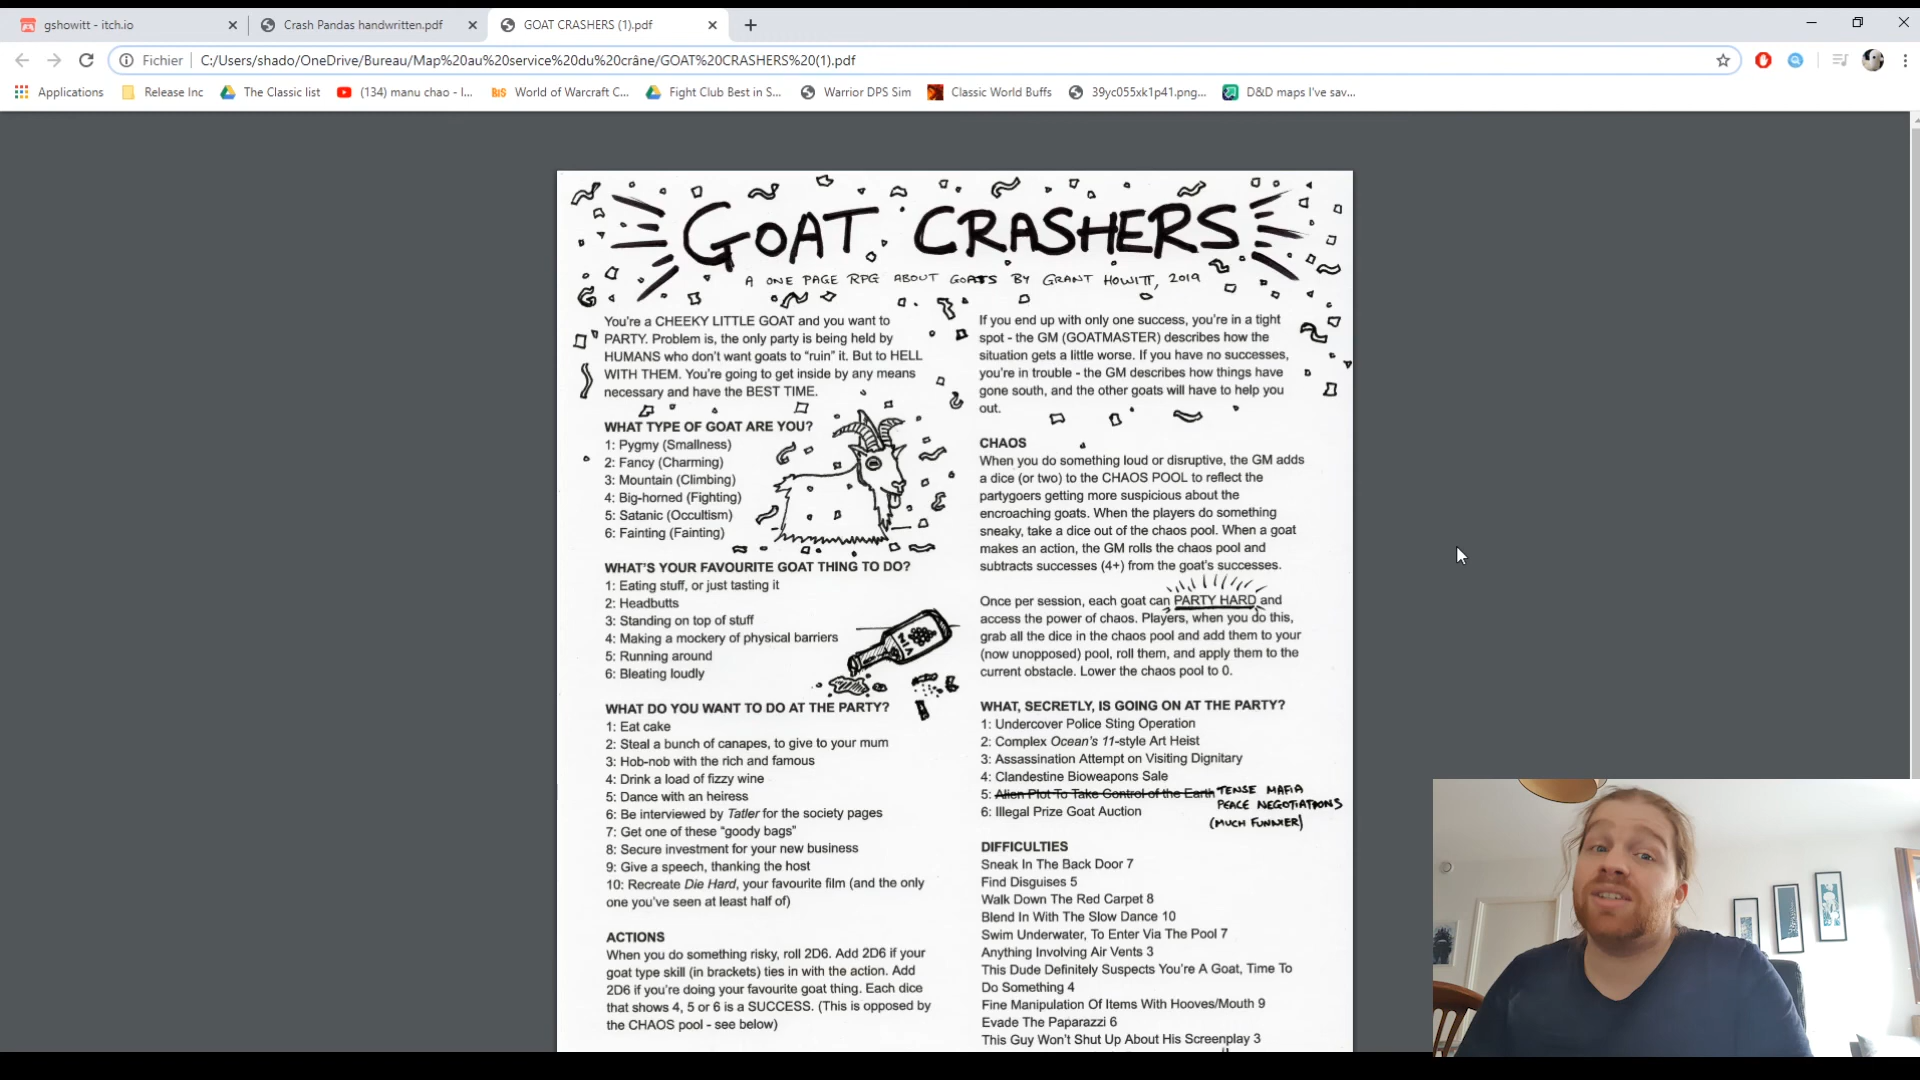 gshowitt - itch.io
Crash Pandas handwritten.pdf
GOAT CRASHERS (1).pdf
Fichier
C:/Users/shado/OneDrive/Bureau/Map%20au%20service%20du%20crâne/GOAT%20CRASHERS%20(1).pdf
Applications
Release Inc
The Classic list
(134) manu chao - l...
BIS
World of Warcraft C...
Fight Club Best in S...
Warrior DPS Sim
Classic World Buffs
39yc055xk1p41.png...
D&D maps I've sav...
GOAT CRASHERS
A ONE PAGE RPG ABOUT GOATS BY GRANT HOWITT, 2019
You're a CHEEKY LITTLE GOAT and you want to
PARTY. Problem is, the only party is being held by
HUMANS who don't want goats to "ruin" it. But to HELL
WITH THEM. You're going to get inside by any means
necessary and have the BEST TIME.
WHAT TYPE OF GOAT ARE YOU?
1: Pygmy (Smallness)
2: Fancy (Charming)
3: Mountain (Climbing)
4: Big-horned (Fighting)
5: Satanic (Occultism)
6: Fainting (Fainting)
WHAT'S YOUR FAVOURITE GOAT THING TO DO?
1: Eating stuff, or just tasting it
2: Headbutts
3: Standing on top of stuff
4: Making a mockery of physical barriers
5: Running around
6: Bleating loudly
WHAT DO YOU WANT TO DO AT THE PARTY?
1: Eat cake
2: Steal a bunch of canapes, to give to your mum
3: Hob-nob with the rich and famous
4: Drink a load of fizzy wine
5: Dance with an heiress
6: Be interviewed by Tatler for the society pages
7: Get one of these "goody bags"
8: Secure investment for your new business
9: Give a speech, thanking the host
10: Recreate Die Hard, your favourite film (and the only
one you've seen at least half of)
ACTIONS
When you do something risky, roll 2D6. Add 2D6 if your
goat type skill (in brackets) ties in with the action. Add
2D6 if you're doing your favourite goat thing. Each dice
that shows 4, 5 or 6 is a SUCCESS. (This is opposed by
the CHAOS pool - see below)
If you end up with only one success, you're in a tight
spot - the GM (GOATMASTER) describes how the
situation gets a little worse. If you have no successes,
you're in trouble - the GM describes how things have
gone south, and the other goats will have to help you
out.
CHAOS
When you do something loud or disruptive, the GM adds
a dice (or two) to the CHAOS POOL to reflect the
partygoers getting more suspicious about the
encroaching goats. When the players do something
sneaky, take a dice out of the chaos pool. When a goat
makes an action, the GM rolls the chaos pool and
subtracts successes (4+) from the goat's successes.
Once per session, each goat can PARTY HARD and
access the power of chaos. Players, when you do this,
grab all the dice in the chaos pool and add them to your
(now unopposed) pool, roll them, and apply them to the
current obstacle. Lower the chaos pool to 0.
WHAT, SECRETLY, IS GOING ON AT THE PARTY?
1: Undercover Police Sting Operation
2: Complex Ocean's 11-style Art Heist
3: Assassination Attempt on Visiting Dignitary
4: Clandestine Bioweapons Sale
5: Alien Plot To Take Control of the Earth TENSE MAFIA
PEACE NEGOTIATIONS
(MUCH FUNNIER)
6: Illegal Prize Goat Auction
DIFFICULTIES
Sneak In The Back Door 7
Find Disguises 5
Walk Down The Red Carpet 8
Blend In With The Slow Dance 10
Swim Underwater, To Enter Via The Pool 7
Anything Involving Air Vents 3
This Dude Definitely Suspects You're A Goat, Time To
Do Something 4
Fine Manipulation Of Items With Hooves/Mouth 9
Evade The Paparazzi 6
This Guy Won't Shut Up About His Screenplay 3